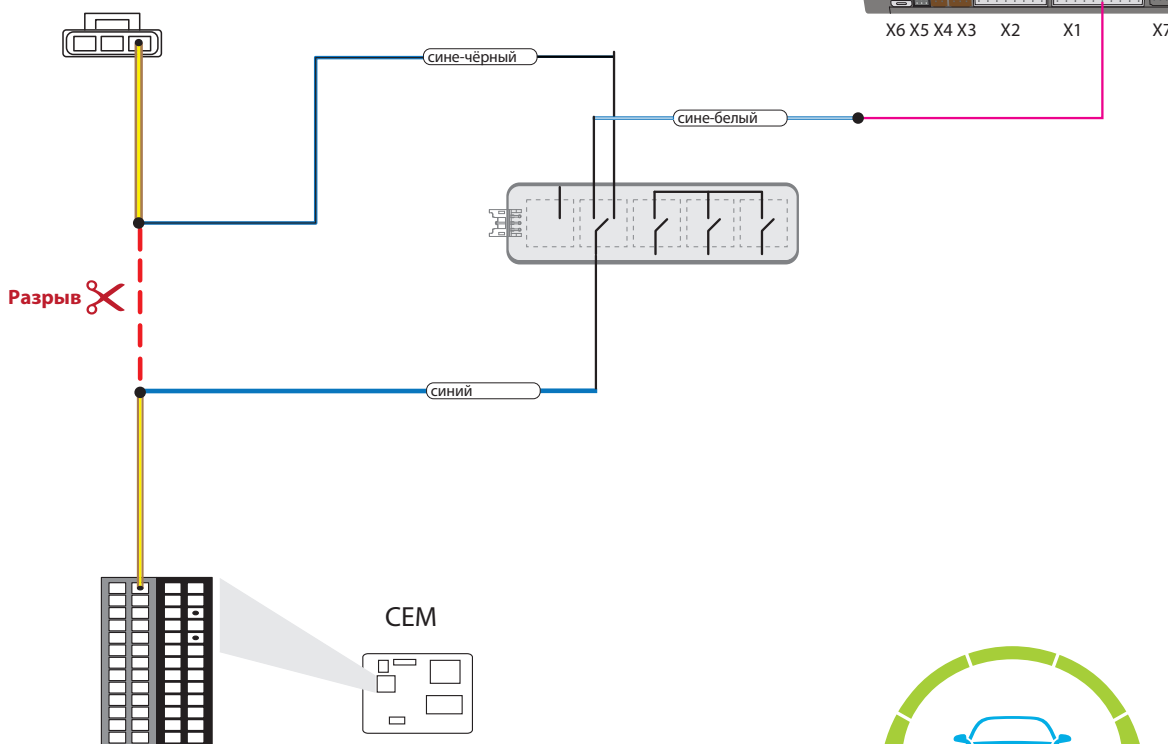 X6 X5 X4 X3 X2 X1 X7
сине-чёрный
сине-белый
Разрыв
синий
CEM